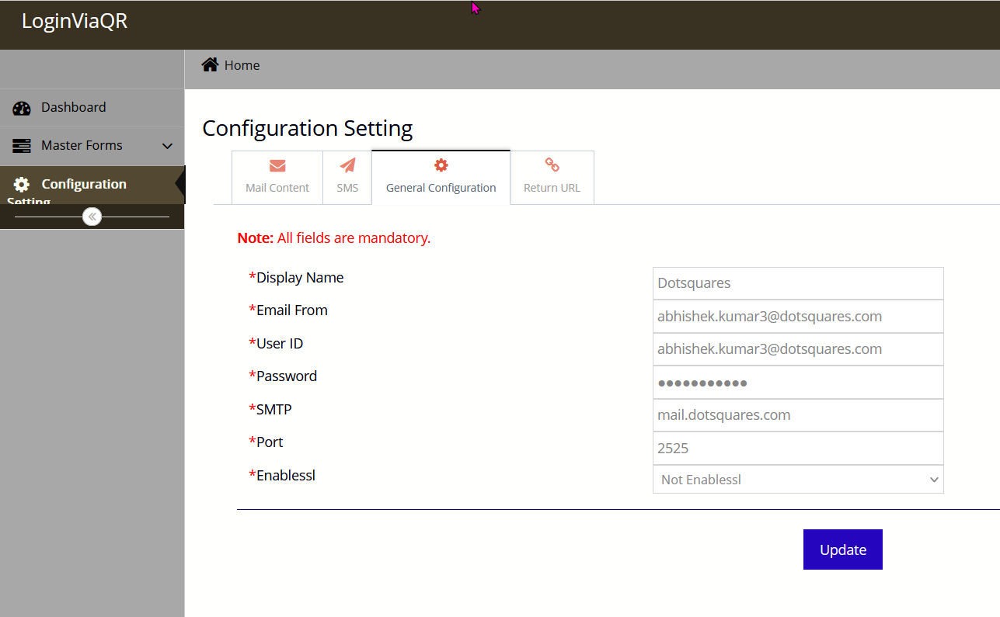 LoginViaQR
Home
Dashboard
Master Forms
Configuration
Setting
Configuration Setting
Mail Content
SMS
General Configuration
Return URL
Note: All fields are mandatory.
*Display Name
Dotsquares
*Email From
abhishek.kumar3@dotsquares.com
*User ID
abhishek.kumar3@dotsquares.com
*Password
●●●●●●●●●●●
*SMTP
mail.dotsquares.com
*Port
2525
*Enablessl
Not Enablessl
Update